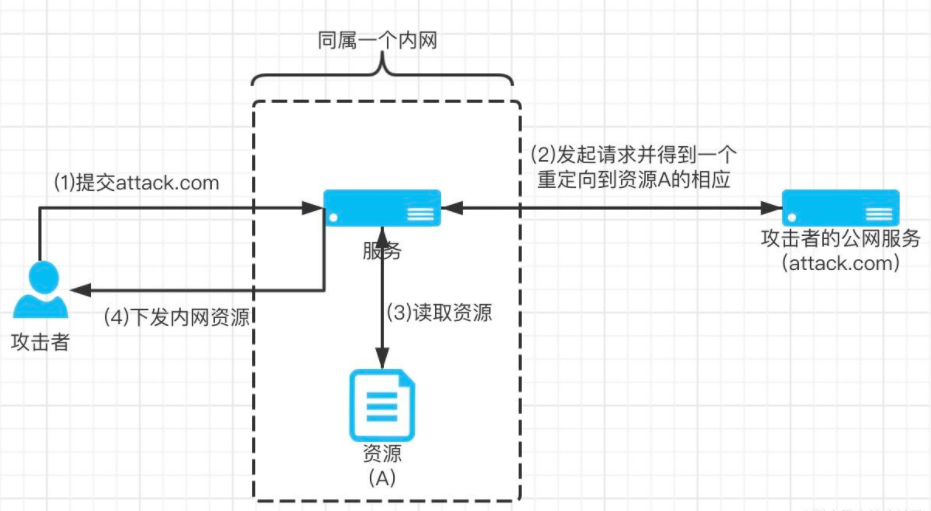 同属一个内网
(1)提交attack.com
(2)发起请求并得到一个
重定向到资源A的相应
服务
攻击者的公网服务
(attack.com)
(4)下发内网资源
(3)读取资源
攻击者
资源
(A)